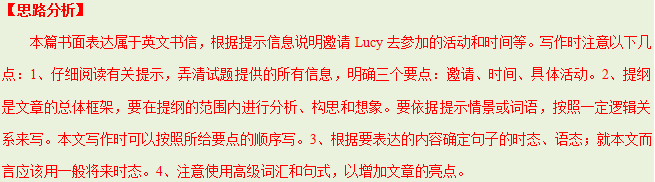 【思路分析】
本篇书面表达属于英文书信，根据提示信息说明邀请 Lucy 去参加的活动和时间等。写作时注意以下几
点：1、仔细阅读有关提示，弄清试题提供的所有信息，明确三个要点：邀请、时间、具体活动。2、提纲
是文章的总体框架，要在提纲的范围内进行分析、构思和想象。要依据提示情景或词语，按照一定逻辑关
系来写。本文写作时可以按照所给要点的顺序写。3、根据要表达的内容确定句子的时态、语态；就本文而
言应该用一般将来时态。4、注意使用高级词汇和句式，以增加文章的亮点。